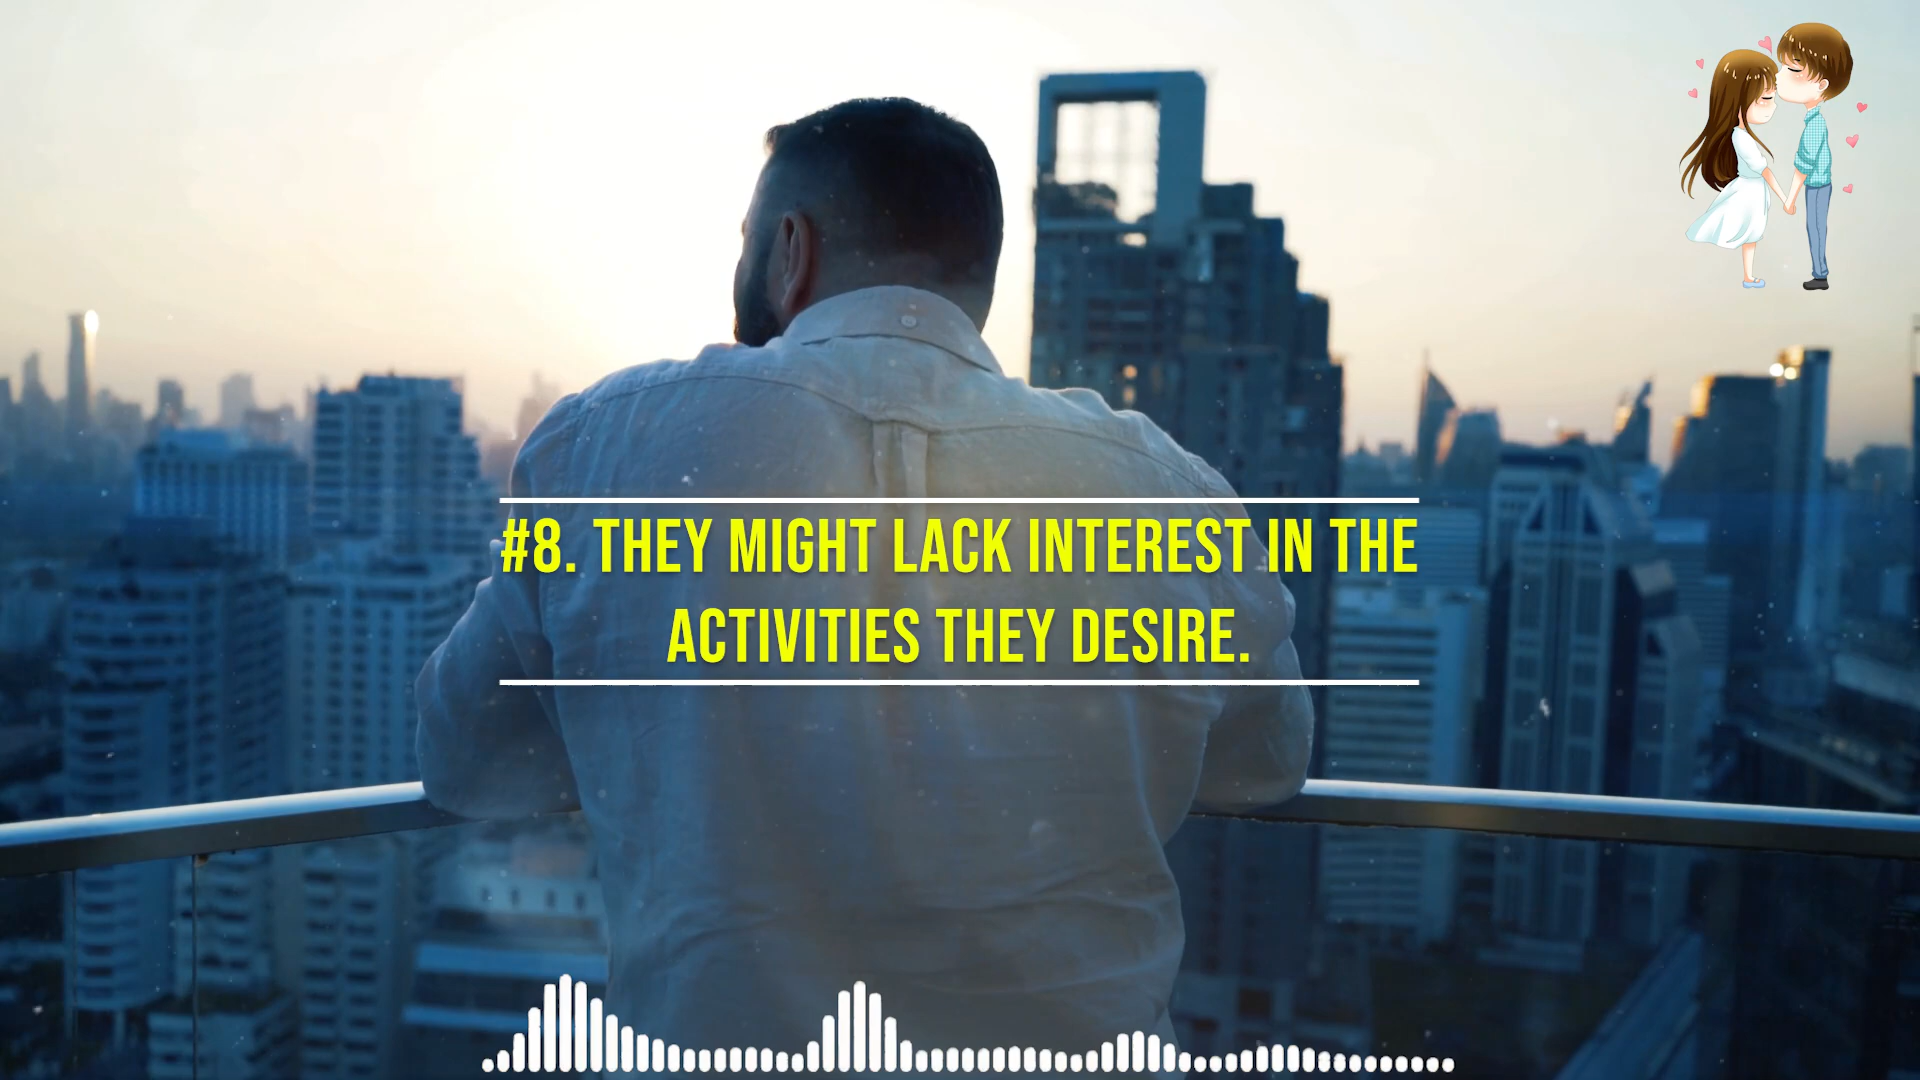 #8. THEY MIGHT LACK INTEREST IN THE
ACTIVITIES THEY DESIRE.